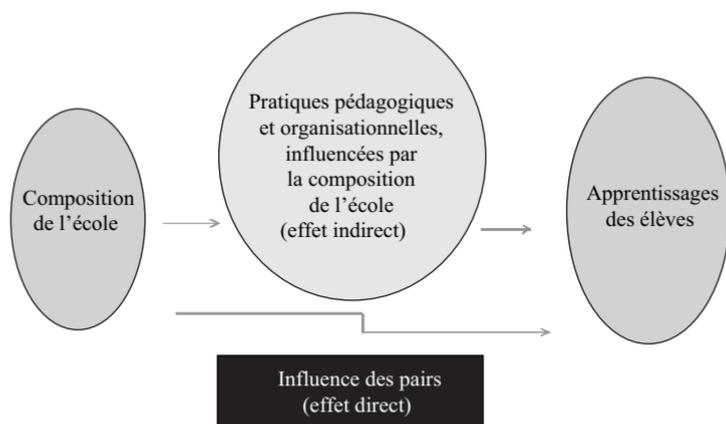 Composition
de l’école
Pratiques pédagogiques
et organisationnelles,
influencées par
la composition
de l’école
(effet indirect)
Apprentissages
des élèves
Influence des pairs
(effet direct)